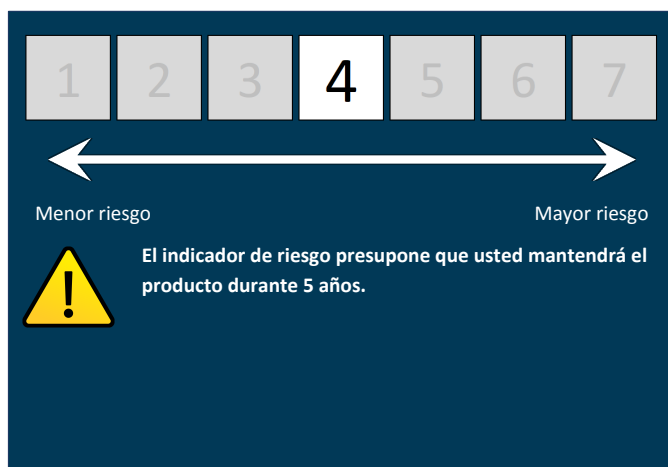 1 2 3 4 5 6 7
Menor riesgo Mayor riesgo
El indicador de riesgo presupone que usted mantendrá el
producto durante 5 años.